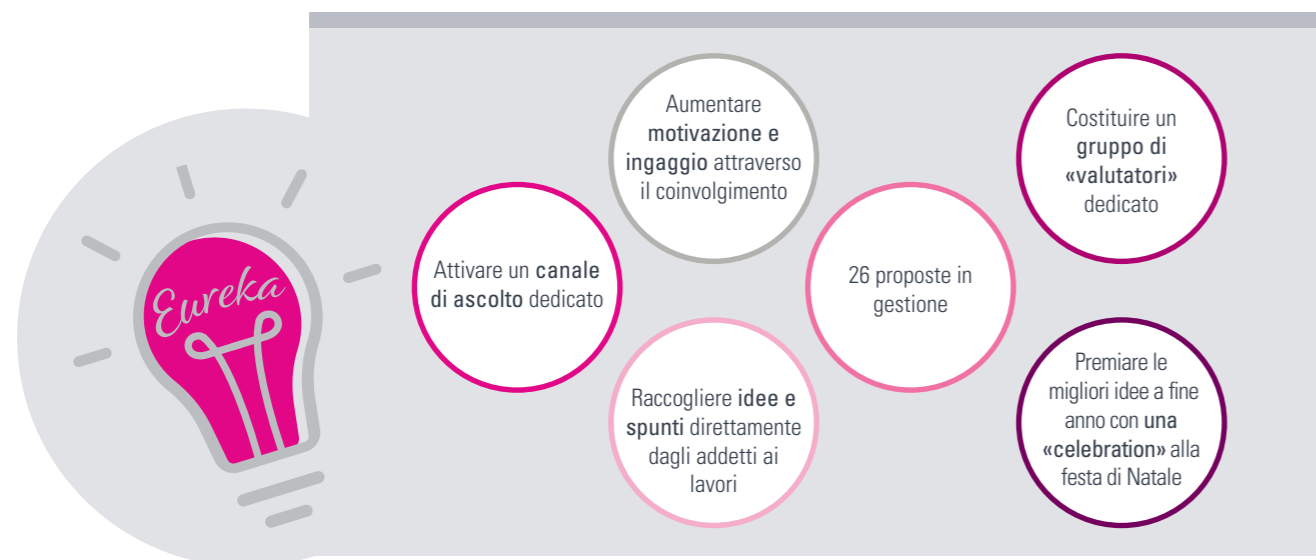 Eureka
Attivare un canale
di ascolto dedicato
Aumentare
motivazione e
ingaggio attraverso
il coinvolgimento
Raccogliere idee e
spunti direttamente
dagli addetti ai
lavori
26 proposte in
gestione
Costituire un
gruppo di
«valutatori»
dedicato
Premiare le
migliori idee a fine
anno con una
«celebration» alla
festa di Natale